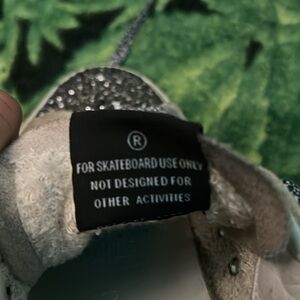 ®
FOR SKATEBOARD USE ONLY
NOT DESIGNED FOR
OTHER ACTIVITIES